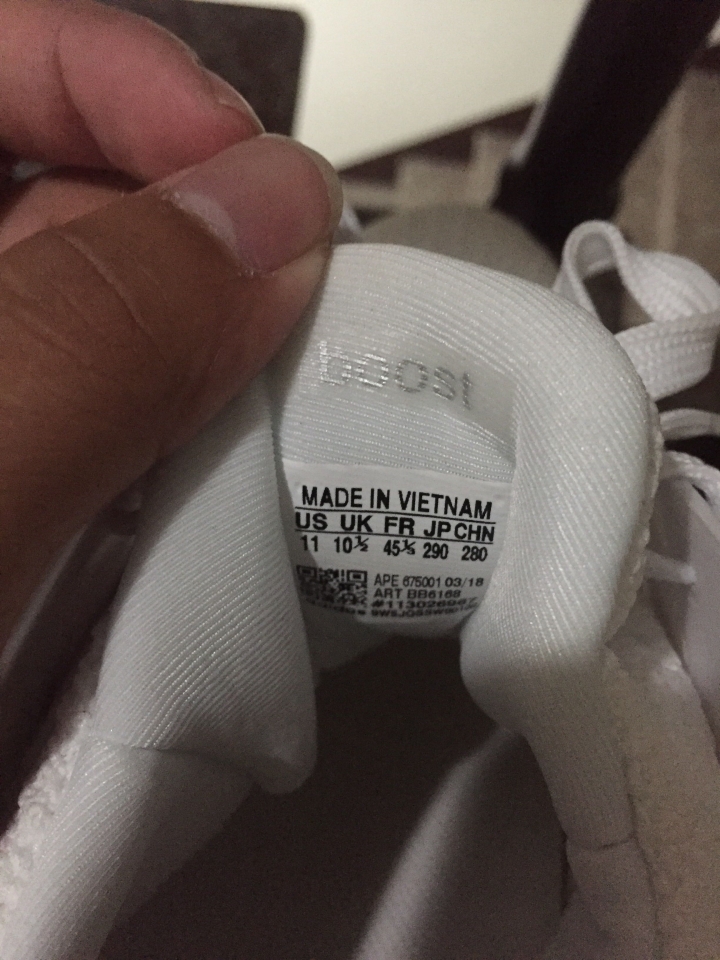 boost
MADE IN VIETNAM
US UK FR JP CHN
11 10½ 45⅓ 290 280
APE 675001 03/18
ART BB6168
#113026967